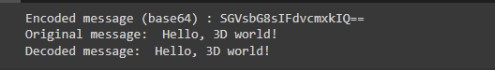 Encoded message (base64) : SGVsbG8sIFdvcmxkIQ==
Original message:  Hello, 3D world!
Decoded message:  Hello, 3D world!